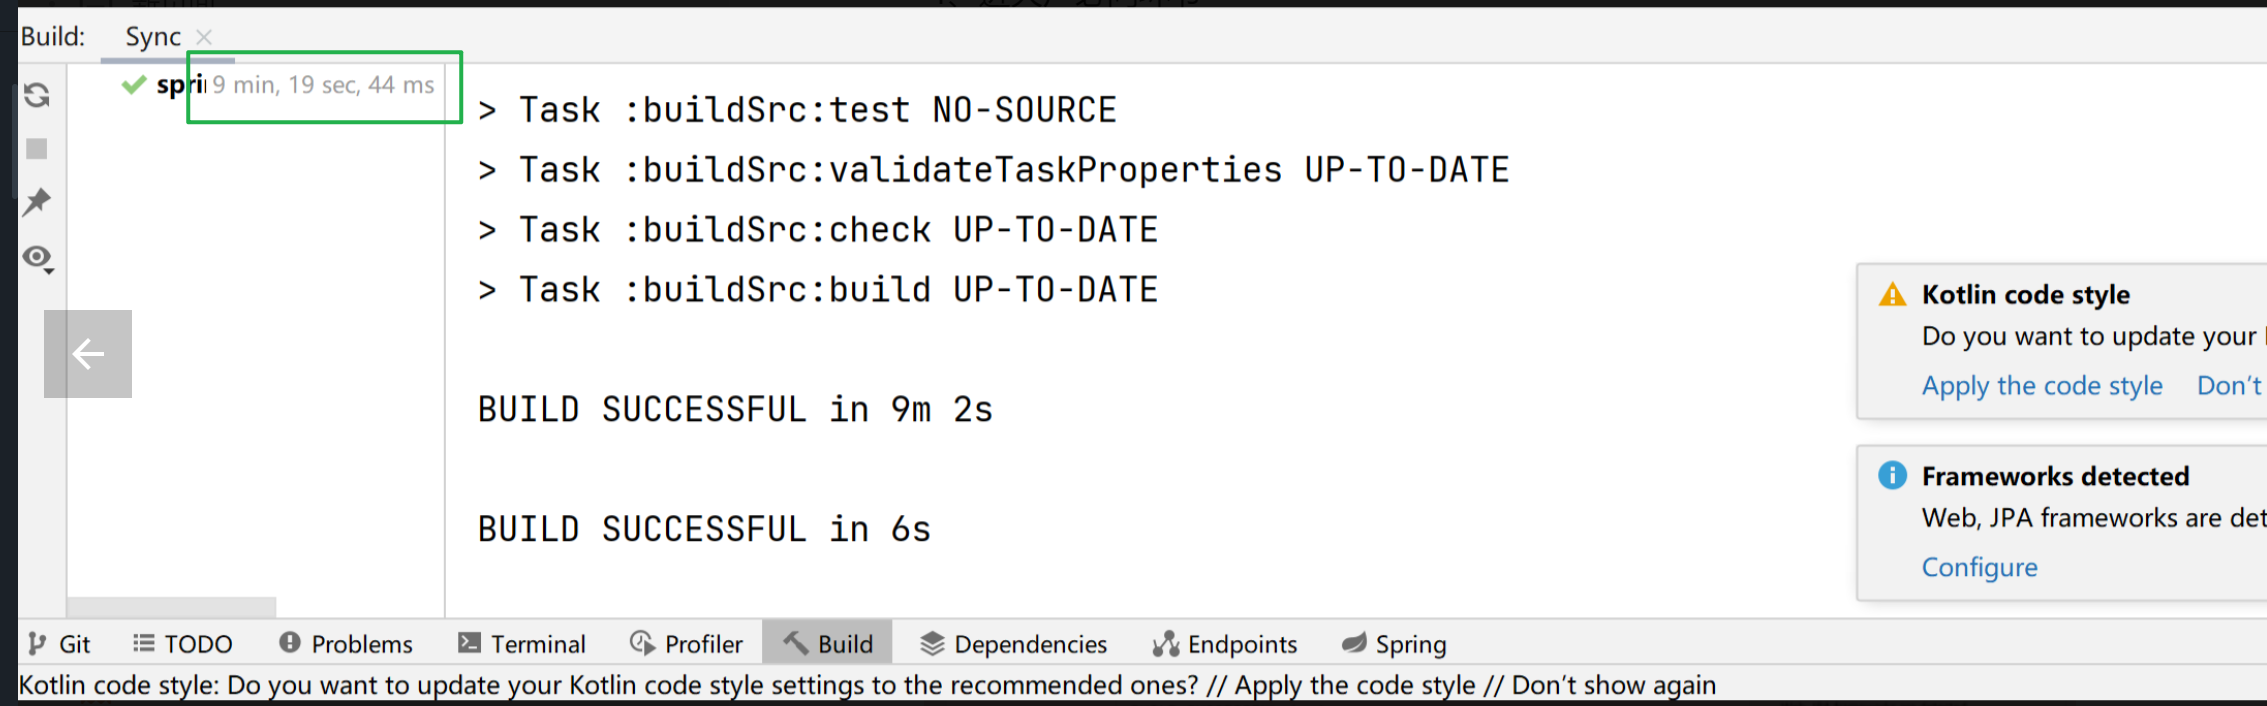 Build: Sync
spri 9 min, 19 sec, 44 ms
> Task :buildSrc:test NO-SOURCE
> Task :buildSrc:validateTaskProperties UP-TO-DATE
> Task :buildSrc:check UP-TO-DATE
> Task :buildSrc:build UP-TO-DATE
BUILD SUCCESSFUL in 9m 2s
BUILD SUCCESSFUL in 6s
Kotlin code style
Do you want to update your
Apply the code style Don't
Frameworks detected
Web, JPA frameworks are det
Configure
Git TODO Problems Terminal Profiler Build Dependencies Endpoints Spring
Kotlin code style: Do you want to update your Kotlin code style settings to the recommended ones? // Apply the code style // Don't show again